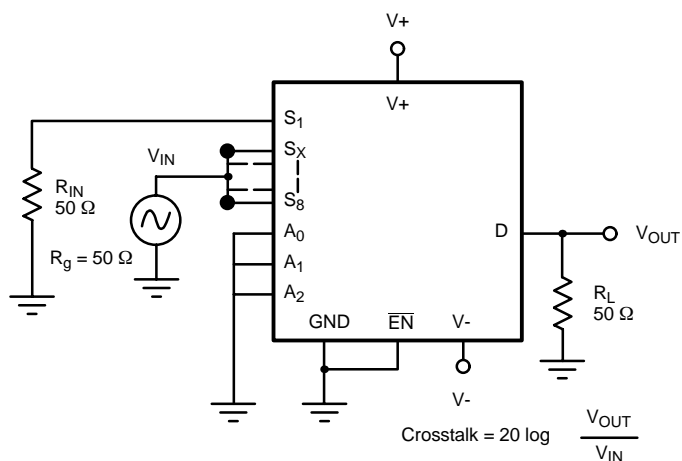 V+
V+
S1
VIN
SX
RIN
50 Ω
S8
Rg = 50 Ω
A0
D
VOUT
A1
A2
RL
50 Ω
GND
EN
V-
V-
Crosstalk = 20 log VOUT
VIN